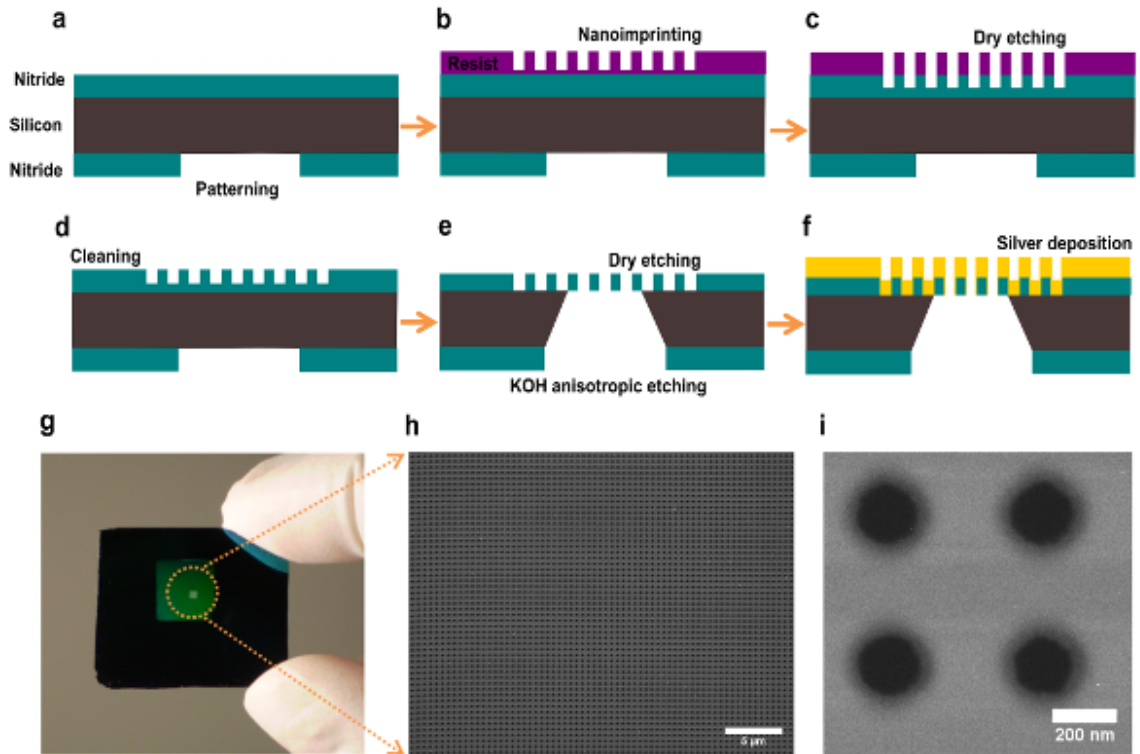 a
Nitride
Silicon
Nitride
Patterning
b
Nanoimprinting
Resist
c
Dry etching
d
Cleaning
e
Dry etching
KOH anisotropic etching
f
Silver deposition
g
h
5 µm
i
200 nm